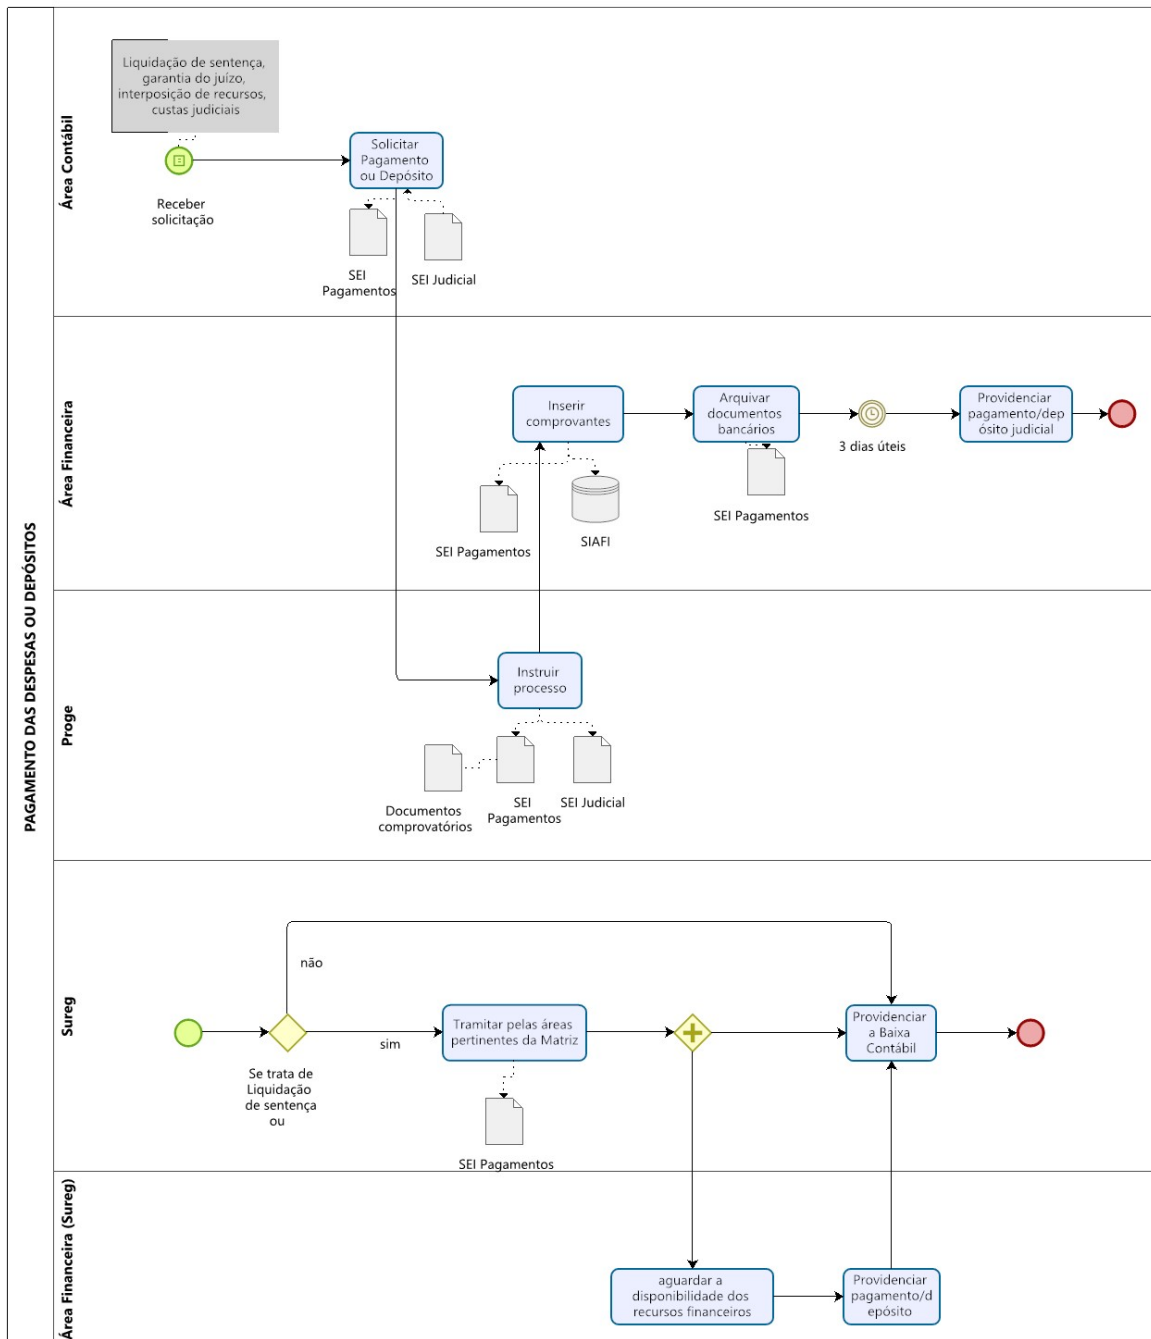 PAGAMENTO DAS DESPESAS OU DEPÓSITOS
Área Contábil
Liquidação de sentença,
garantia do juízo,
interposição de recursos,
custas judiciais
Receber
solicitação
Solicitar
Pagamento
ou Depósito
SEI
Pagamentos
SEI Judicial
Área Financeira
Inserir
comprovantes
SEI Pagamentos
SIAFI
Arquivar
documentos
bancários
SEI Pagamentos
3 dias úteis
Providenciar
pagamento/dep
ósito judicial
Proge
Instruir
processo
Documentos
comprovatórios
SEI
Pagamentos
SEI Judicial
Sureg
não
sim
Se trata de
Liquidação
de sentença
ou
Tramitar pelas áreas
pertinentes da Matriz
SEI Pagamentos
Providenciar
a Baixa
Contábil
Área Financeira (Sureg)
aguardar a
disponibilidade dos
recursos financeiros
Providenciar
pagamento/d
epósito